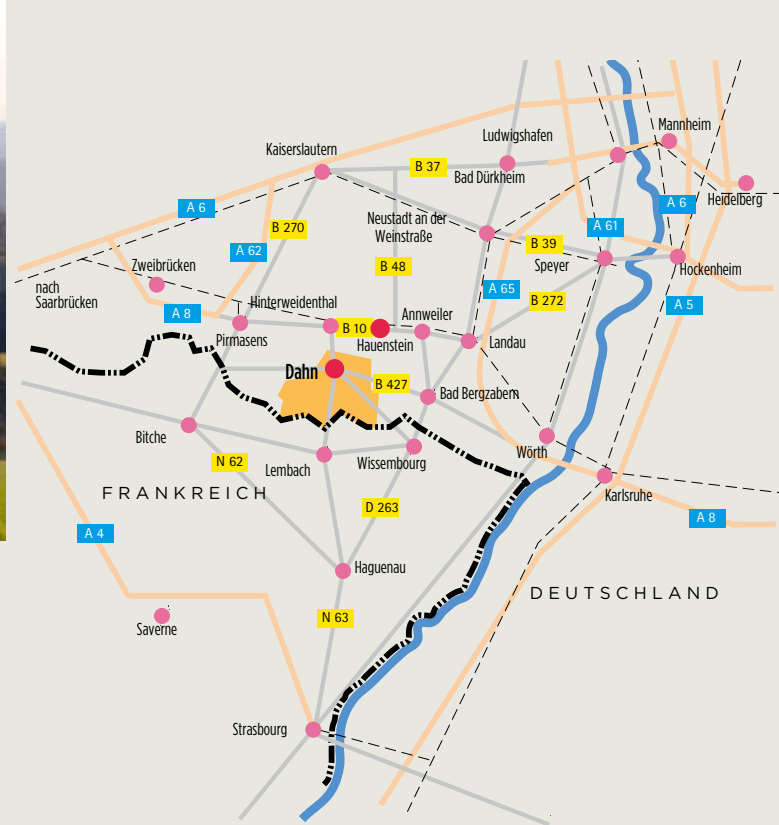 Mannheim
Ludwigshafen
Kaiserslautern
B 37
Bad Dürkheim
Heidelberg
A 6
A 6
Neustadt an der
Weinstraße
B 270
A 61
A 62
B 39
Zweibrücken
B 48
Speyer
Hockenheim
nach
Saarbrücken
A 65
B 272
Hinterweidenthal
A 8
Annweiler
A 5
B 10
Pirmasens
Hauenstein
Landau
Dahn
B 427
Bad Bergzabern
Bitche
Wörth
N 62
Lembach
Wissembourg
FRANKREICH
Karlsruhe
D 263
A 8
A 4
Haguenau
DEUTSCHLAND
N 63
Saverne
Strasbourg